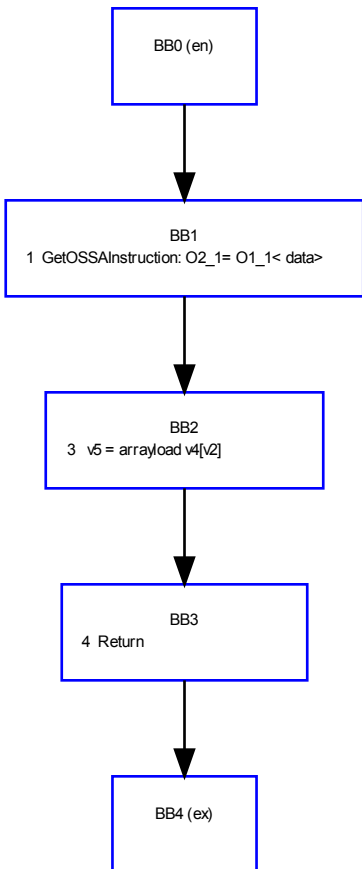 BB0 (en)
BB1
1 GetOSSAInstruction: O2_1= O1_1< data>
BB2
3 v5 = arrayload v4[v2]
BB3
4 Return
BB4 (ex)